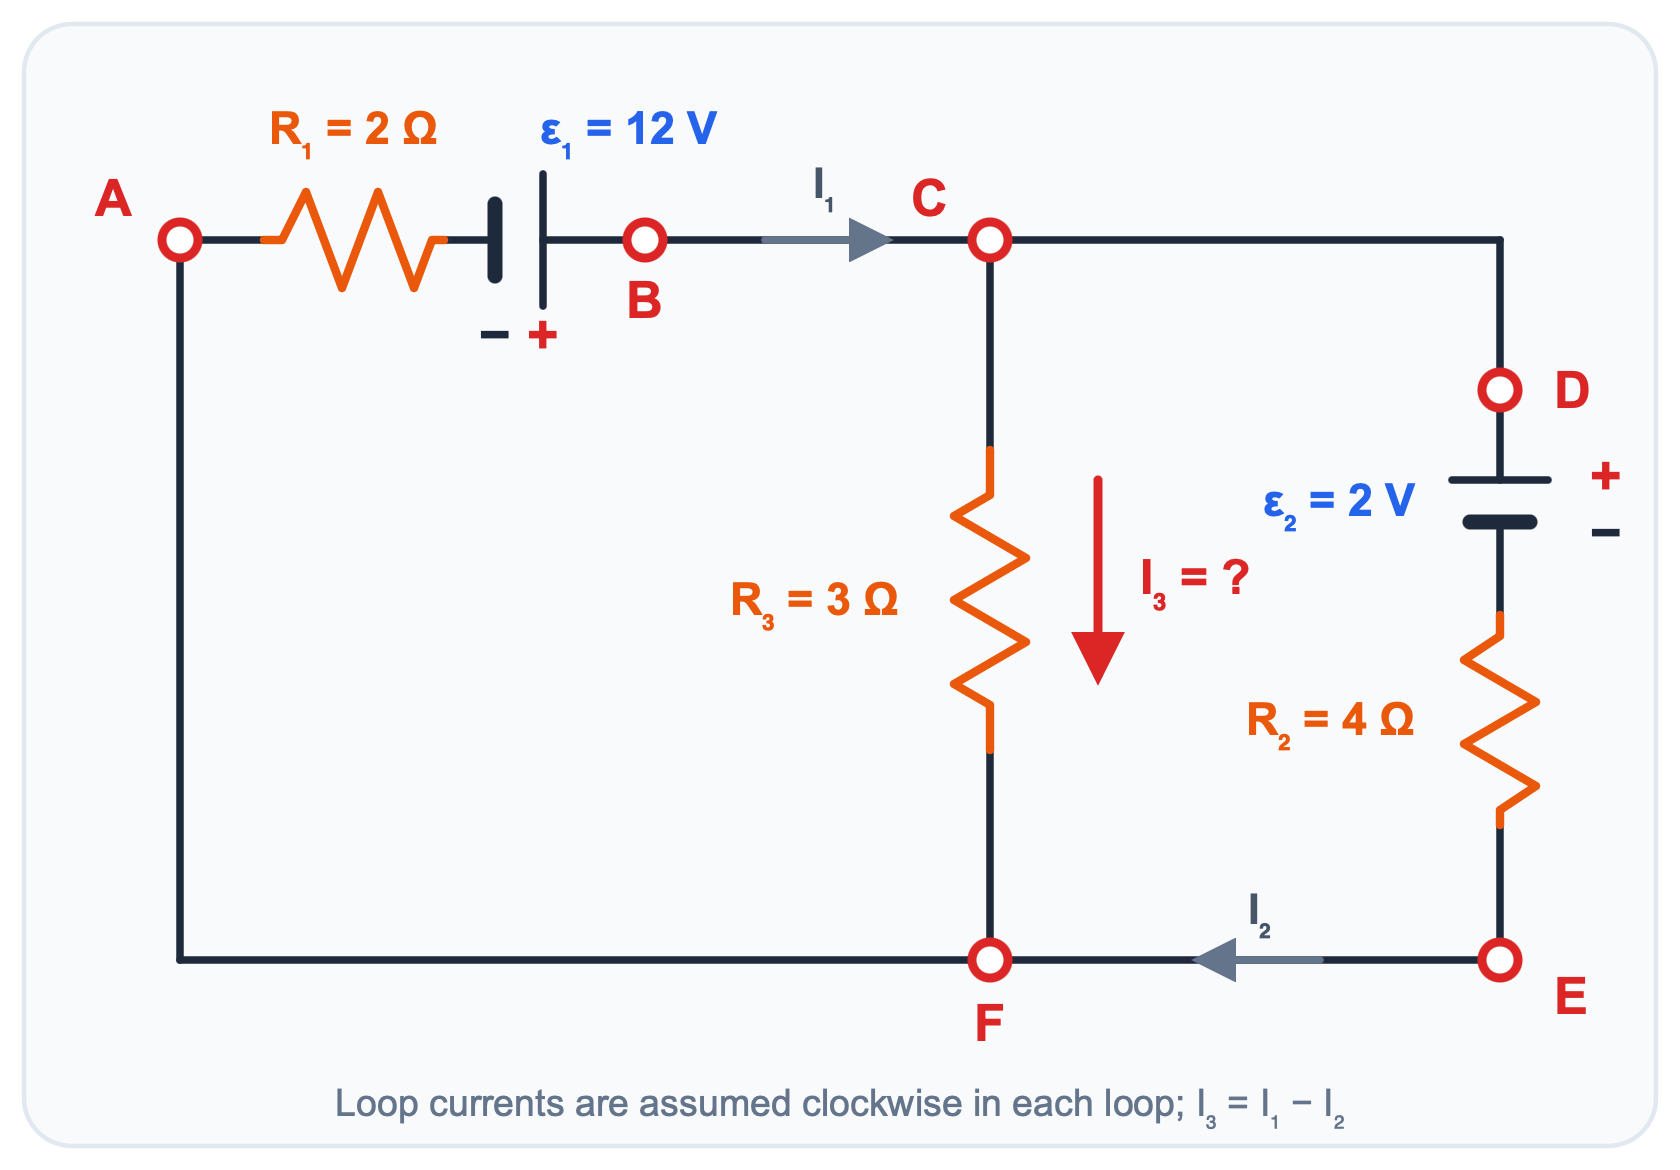 R₁ = 2 Ω
ε₁ = 12 V
A
I₁
C
B
− +
D
+
ε₂ = 2 V
−
I₃ = ?
R₃ = 3 Ω
R₂ = 4 Ω
I₂
E
F
Loop currents are assumed clockwise in each loop; I₃ = I₁ − I₂